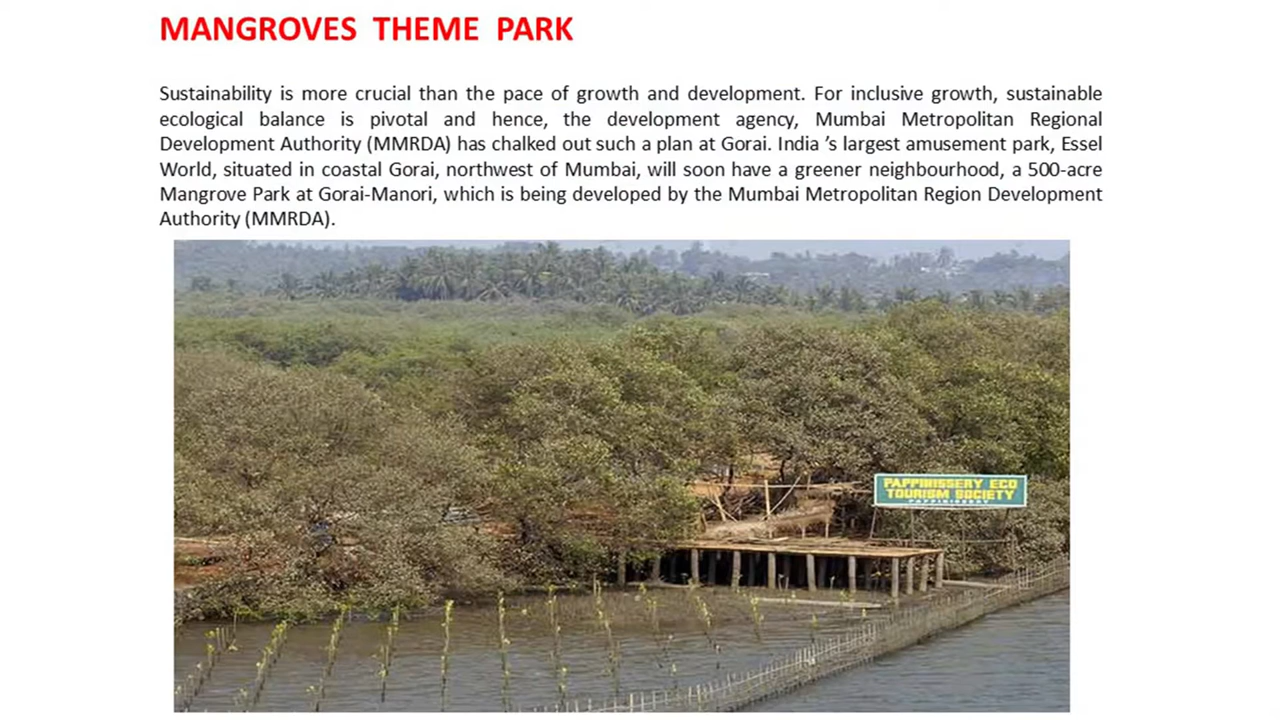 MANGROVES THEME PARK
Sustainability is more crucial than the pace of growth and development. For inclusive growth, sustainable
ecological balance is pivotal and hence, the development agency, Mumbai Metropolitan Regional
Development Authority (MMRDA) has chalked out such a plan at Gorai. India 's largest amusement park, Essel
World, situated in coastal Gorai, northwest of Mumbai, will soon have a greener neighbourhood, a 500-acre
Mangrove Park at Gorai-Manori, which is being developed by the Mumbai Metropolitan Region Development
Authority (MMRDA).
PAPPINISSERY ECO
TOURISM SOCIETY
PAPPINISSERY